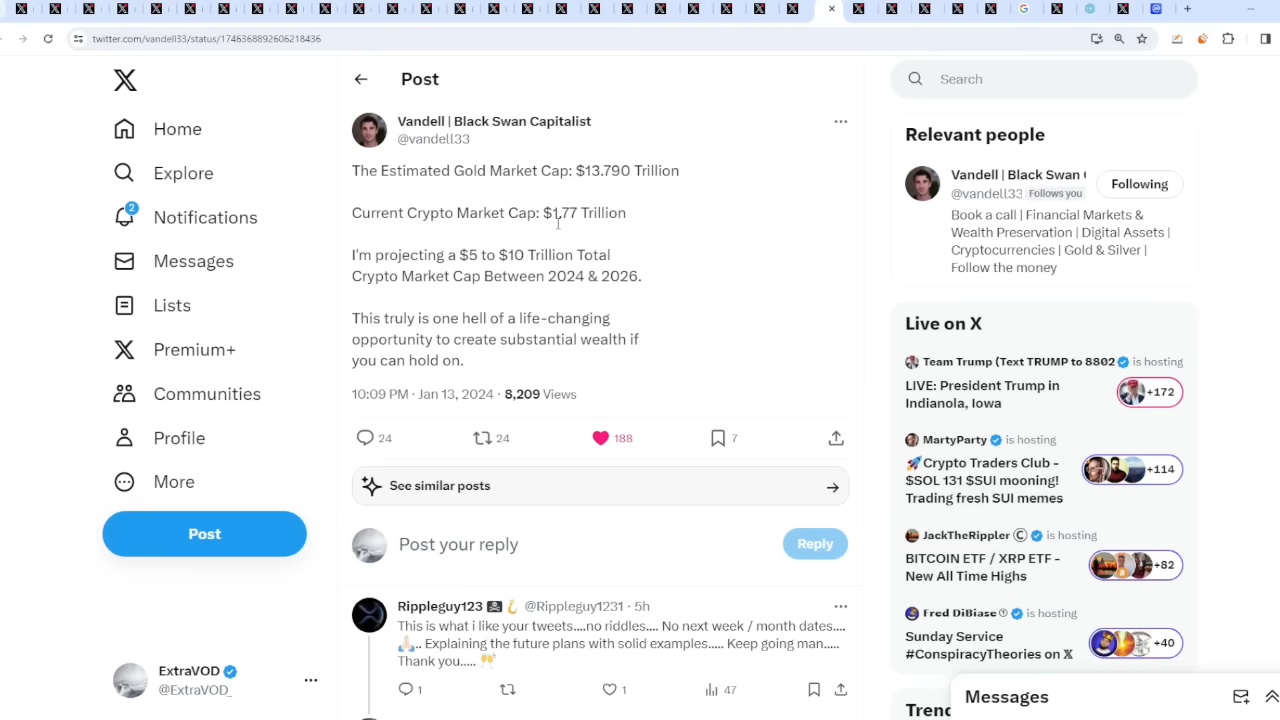 twitter.com/vandell33/status/1746368892606218436
Home
Explore
2
Notifications
Messages
Lists
Premium+
Communities
Profile
More
Post
ExtraVOD
@ExtraVOD_
Post
Vandell | Black Swan Capitalist
@vandell33
The Estimated Gold Market Cap: $13.790 Trillion
Current Crypto Market Cap: $1.77 Trillion
I'm projecting a $5 to $10 Trillion Total
Crypto Market Cap Between 2024 & 2026.
This truly is one hell of a life-changing
opportunity to create substantial wealth if
you can hold on.
10:09 PM · Jan 13, 2024 · 8,209 Views
24 24 188 7
See similar posts
Post your reply
Reply
Rippleguy123 @Rippleguy1231 · 5h
This is what i like your tweets....no riddles.... No next week / month dates....
.. Explaining the future plans with solid examples..... Keep going man.....
Thank you.....
1 1 47
Search
Relevant people
Vandell | Black Swan
@vandell33 Follows you
Following
Book a call | Financial Markets &
Wealth Preservation | Digital Assets |
Cryptocurrencies | Gold & Silver |
Follow the money
Live on X
Team Trump (Text TRUMP to 8802 is hosting
LIVE: President Trump in
Indianola, Iowa
+172
MartyParty is hosting
🚀Crypto Traders Club -
$SOL 131 $SUI mooning!
Trading fresh SUI memes
+114
JackTheRippler © is hosting
BITCOIN ETF / XRP ETF -
New All Time Highs
+82
Fred DiBiase ® is hosting
Sunday Service
#ConspiracyTheories on 𝕏
+40
Trend
Messages